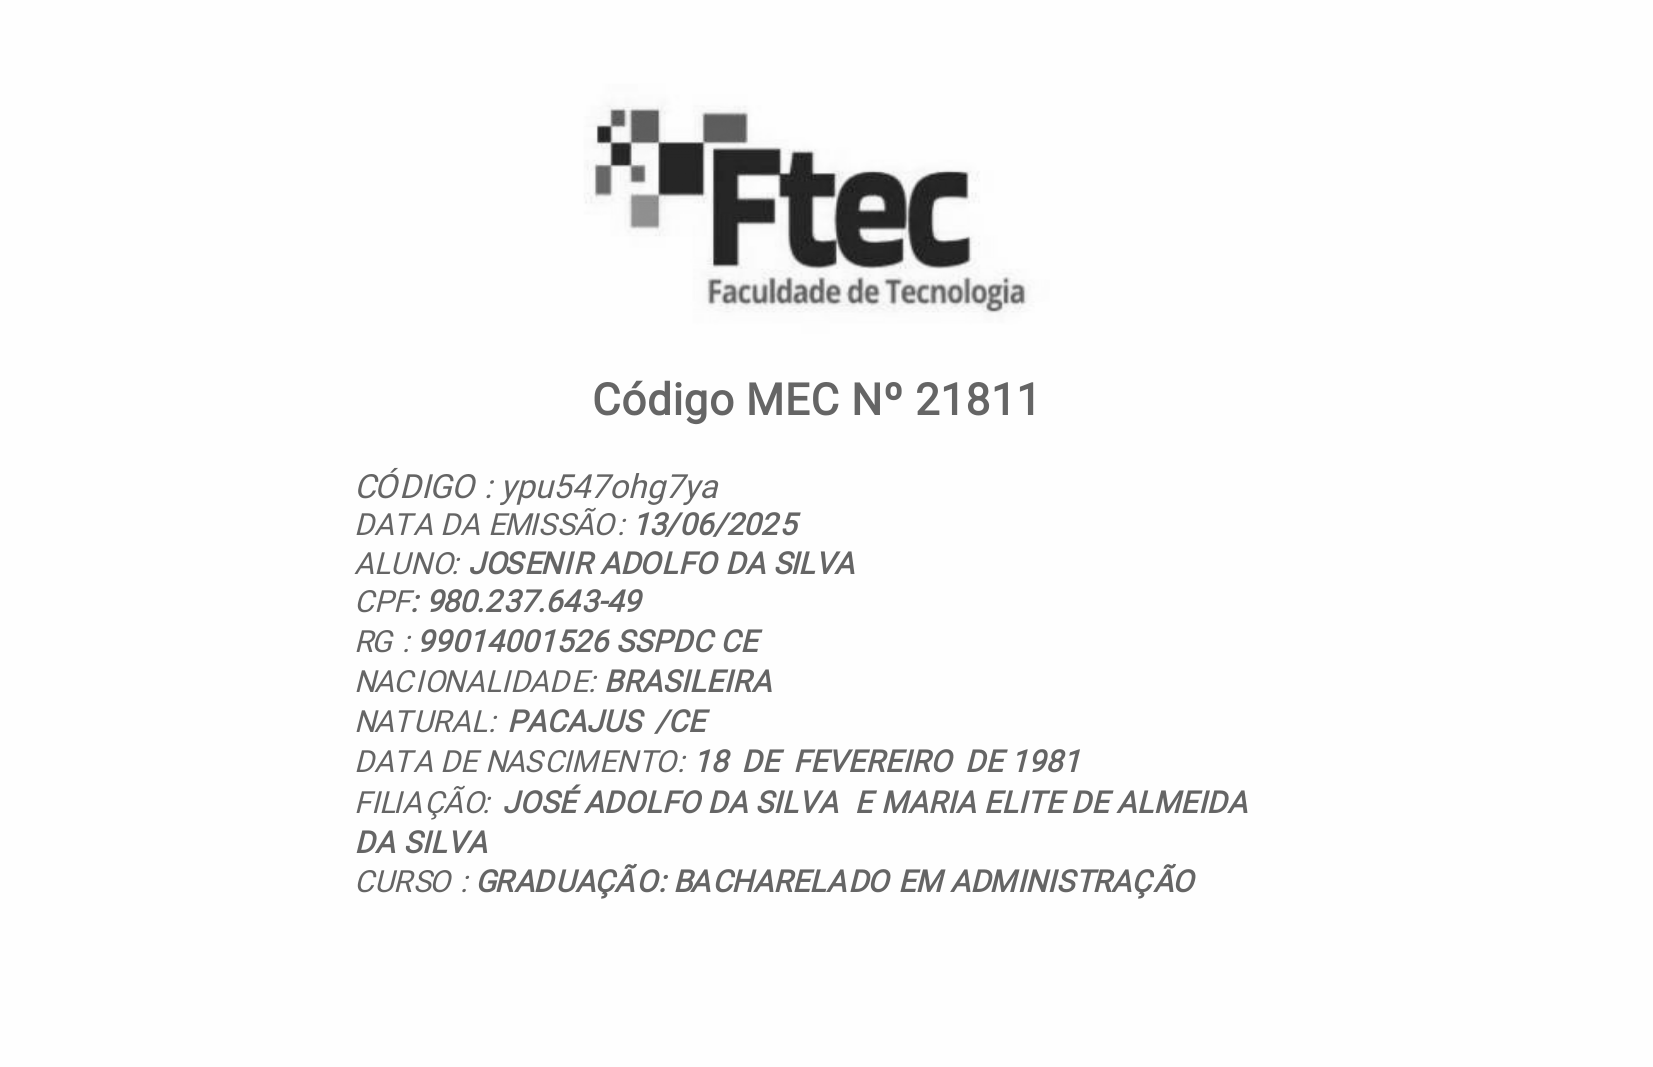 Ftec
Faculdade de Tecnologia
Código MEC Nº 21811
CÓDIGO : ypu547ohg7ya
DATA DA EMISSÃO: 13/06/2025
ALUNO: JOSENIR ADOLFO DA SILVA
CPF: 980.237.643-49
RG : 99014001526 SSPDC CE
NACIONALIDADE: BRASILEIRA
NATURAL: PACAJUS /CE
DATA DE NASCIMENTO: 18 DE FEVEREIRO DE 1981
FILIAÇÃO: JOSÉ ADOLFO DA SILVA E MARIA ELITE DE ALMEIDA
DA SILVA
CURSO : GRADUAÇÃO: BACHARELADO EM ADMINISTRAÇÃO